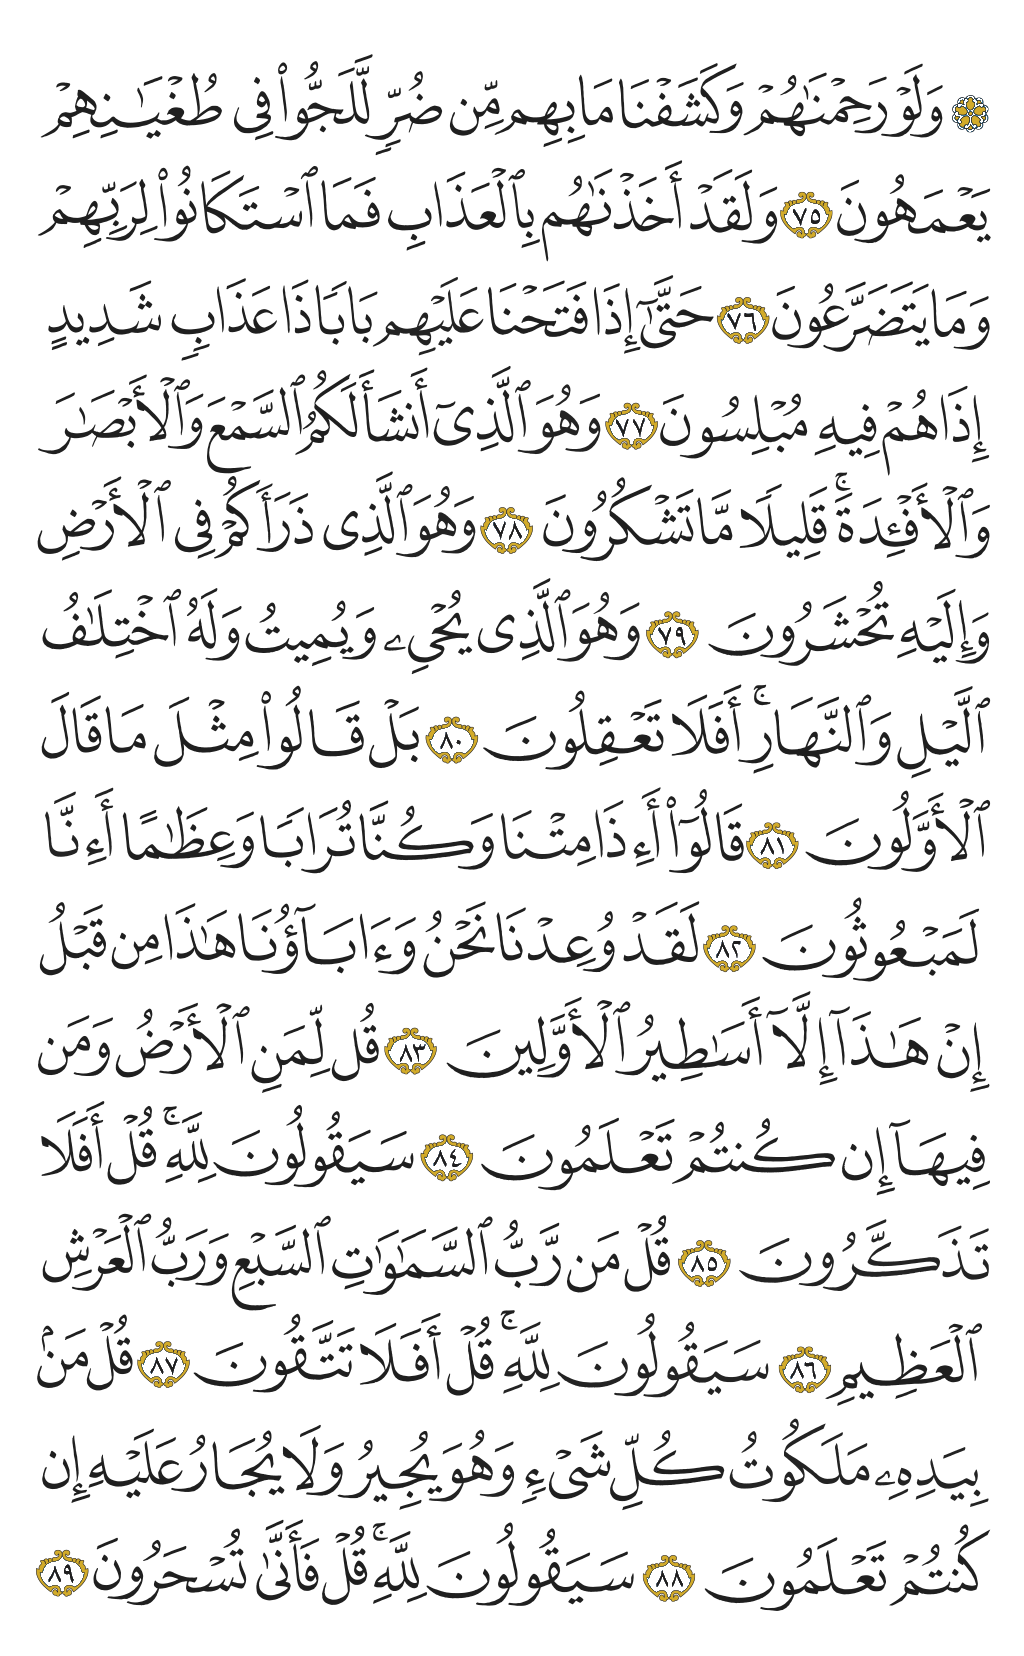 ۞ وَلَوْ رَحِمْنَٰهُمْ وَكَشَفْنَا مَا بِهِم مِّن ضُرٍّ لَّلَجُّوا۟ فِى طُغْيَٰنِهِمْ
يَعْمَهُونَ ٧٥ وَلَقَدْ أَخَذْنَٰهُم بِٱلْعَذَابِ فَمَا ٱسْتَكَانُوا۟ لِرَبِّهِمْ
وَمَا يَتَضَرَّعُونَ ٧٦ حَتَّىٰٓ إِذَا فَتَحْنَا عَلَيْهِم بَابًا ذَا عَذَابٍ شَدِيدٍ
إِذَا هُمْ فِيهِ مُبْلِسُونَ ٧٧ وَهُوَ ٱلَّذِىٓ أَنشَأَ لَكُمُ ٱلسَّمْعَ وَٱلْأَبْصَٰرَ
وَٱلْأَفْـِٔدَةَ ۚ قَلِيلًا مَّا تَشْكُرُونَ ٧٨ وَهُوَ ٱلَّذِى ذَرَأَكُمْ فِى ٱلْأَرْضِ
وَإِلَيْهِ تُحْشَرُونَ ٧٩ وَهُوَ ٱلَّذِى يُحْىِۦ وَيُمِيتُ وَلَهُ ٱخْتِلَٰفُ
ٱلَّيْلِ وَٱلنَّهَارِ ۚ أَفَلَا تَعْقِلُونَ ٨٠ بَلْ قَالُوا۟ مِثْلَ مَا قَالَ
ٱلْأَوَّلُونَ ٨١ قَالُوٓا۟ أَءِذَا مِتْنَا وَكُنَّا تُرَابًا وَعِظَٰمًا أَءِنَّا
لَمَبْعُوثُونَ ٨٢ لَقَدْ وُعِدْنَا نَحْنُ وَءَابَآؤُنَا هَٰذَا مِن قَبْلُ
إِنْ هَٰذَآ إِلَّآ أَسَٰطِيرُ ٱلْأَوَّلِينَ ٨٣ قُل لِّمَنِ ٱلْأَرْضُ وَمَن
فِيهَآ إِن كُنتُمْ تَعْلَمُونَ ٨٤ سَيَقُولُونَ لِلَّهِ ۚ قُلْ أَفَلَا
تَذَكَّرُونَ ٨٥ قُلْ مَن رَّبُّ ٱلسَّمَٰوَٰتِ ٱلسَّبْعِ وَرَبُّ ٱلْعَرْشِ
ٱلْعَظِيمِ ٨٦ سَيَقُولُونَ لِلَّهِ ۚ قُلْ أَفَلَا تَتَّقُونَ ٨٧ قُلْ مَنۢ
بِيَدِهِۦ مَلَكُوتُ كُلِّ شَىْءٍ وَهُوَ يُجِيرُ وَلَا يُجَارُ عَلَيْهِ إِن
كُنتُمْ تَعْلَمُونَ ٨٨ سَيَقُولُونَ لِلَّهِ ۚ قُلْ فَأَنَّىٰ تُسْحَرُونَ ٨٩